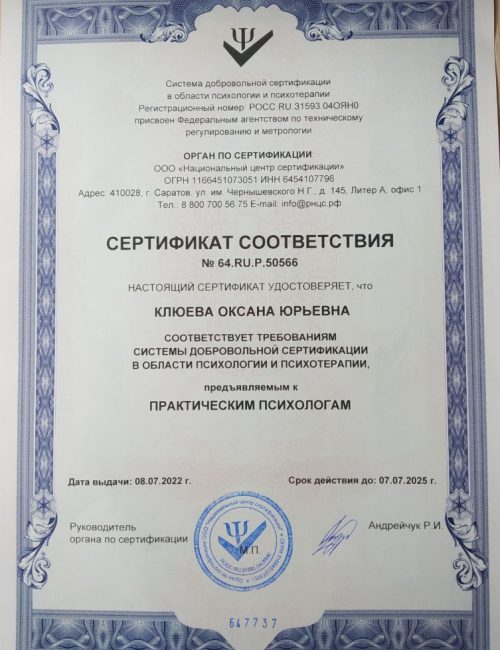 Система добровольной сертификации
в области психологии и психотерапии
Регистрационный номер: РОСС RU 31593.04ОЯН0
присвоен Федеральным агентством по техническому
регулированию и метрологии
ОРГАН ПО СЕРТИФИКАЦИИ
ООО «Национальный центр сертификации»
ОГРН 1166451073051 ИНН 6454107796
Адрес: 410028, г. Саратов, ул. им. Чернышевского Н.Г., д. 145, Литер А, офис 1
Тел.: 8 800 700 56 75 E-mail: info@рнцс.рф
СЕРТИФИКАТ СООТВЕТСТВИЯ
№ 64.RU.P.50566
НАСТОЯЩИЙ СЕРТИФИКАТ УДОСТОВЕРЯЕТ, что
КЛЮЕВА ОКСАНА ЮРЬЕВНА
СООТВЕТСТВУЕТ ТРЕБОВАНИЯМ
СИСТЕМЫ ДОБРОВОЛЬНОЙ СЕРТИФИКАЦИИ
В ОБЛАСТИ ПСИХОЛОГИИ И ПСИХОТЕРАПИИ,
предъявляемым к
ПРАКТИЧЕСКИМ ПСИХОЛОГАМ
Дата выдачи: 08.07.2022 г. Срок действия до: 07.07.2025 г.
Руководитель
органа по сертификации
М.П.
Андрейчук Р.И.
647737